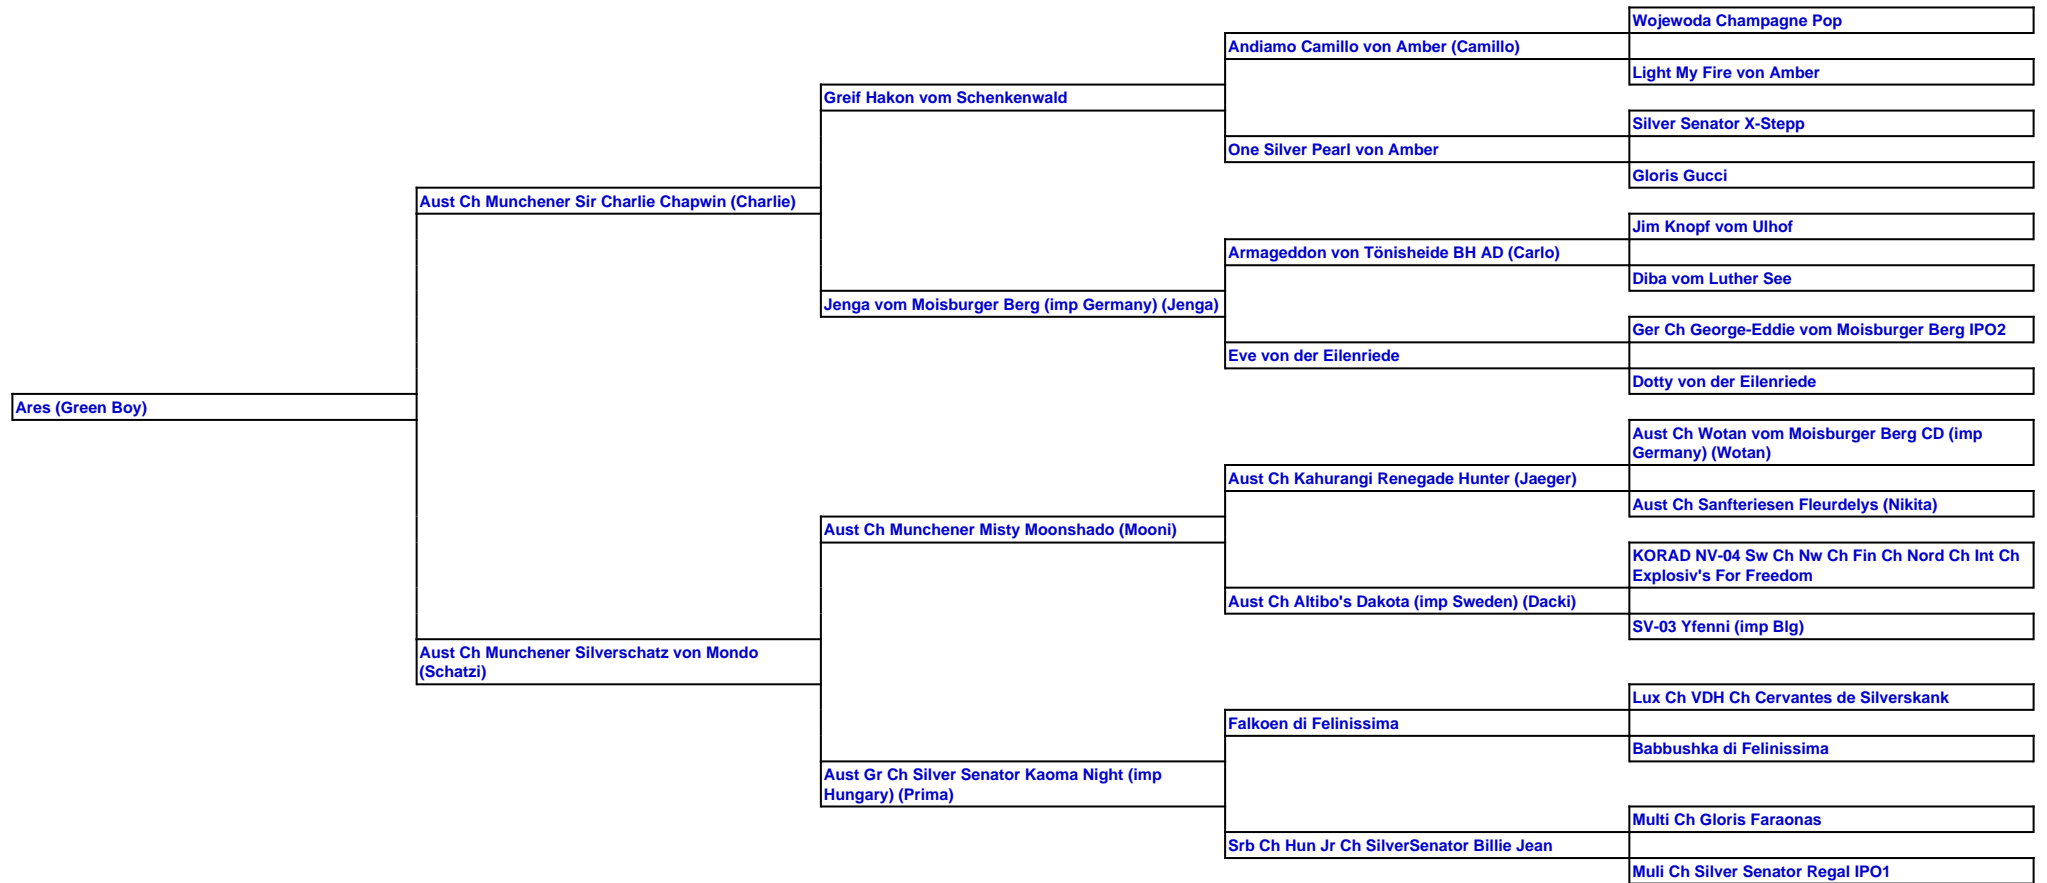 Wojewoda Champagne Pop
Andiamo Camillo von Amber (Camillo)
Light My Fire von Amber
Greif Hakon vom Schenkenwald
Silver Senator X-Stepp
One Silver Pearl von Amber
Gloris Gucci
Aust Ch Munchener Sir Charlie Chapwin (Charlie)
Jim Knopf vom Ulhof
Armageddon von Tönisheide BH AD (Carlo)
Diba vom Luther See
Jenga vom Moisburger Berg (imp Germany) (Jenga)
Ger Ch George-Eddie vom Moisburger Berg IPO2
Eve von der Eilenriede
Dotty von der Eilenriede
Ares (Green Boy)
Aust Ch Wotan vom Moisburger Berg CD (imp
Germany) (Wotan)
Aust Ch Kahurangi Renegade Hunter (Jaeger)
Aust Ch Sanfteriesen Fleurdelys (Nikita)
Aust Ch Munchener Misty Moonshado (Mooni)
KORAD NV-04 Sw Ch Nw Ch Fin Ch Nord Ch Int Ch
Explosiv's For Freedom
Aust Ch Altibo's Dakota (imp Sweden) (Dacki)
SV-03 Yfenni (imp Blg)
Aust Ch Munchener Silverschatz von Mondo
(Schatzi)
Lux Ch VDH Ch Cervantes de Silverskank
Falkoen di Felinissima
Babbushka di Felinissima
Aust Gr Ch Silver Senator Kaoma Night (imp
Hungary) (Prima)
Multi Ch Gloris Faraonas
Srb Ch Hun Jr Ch SilverSenator Billie Jean
Muli Ch Silver Senator Regal IPO1